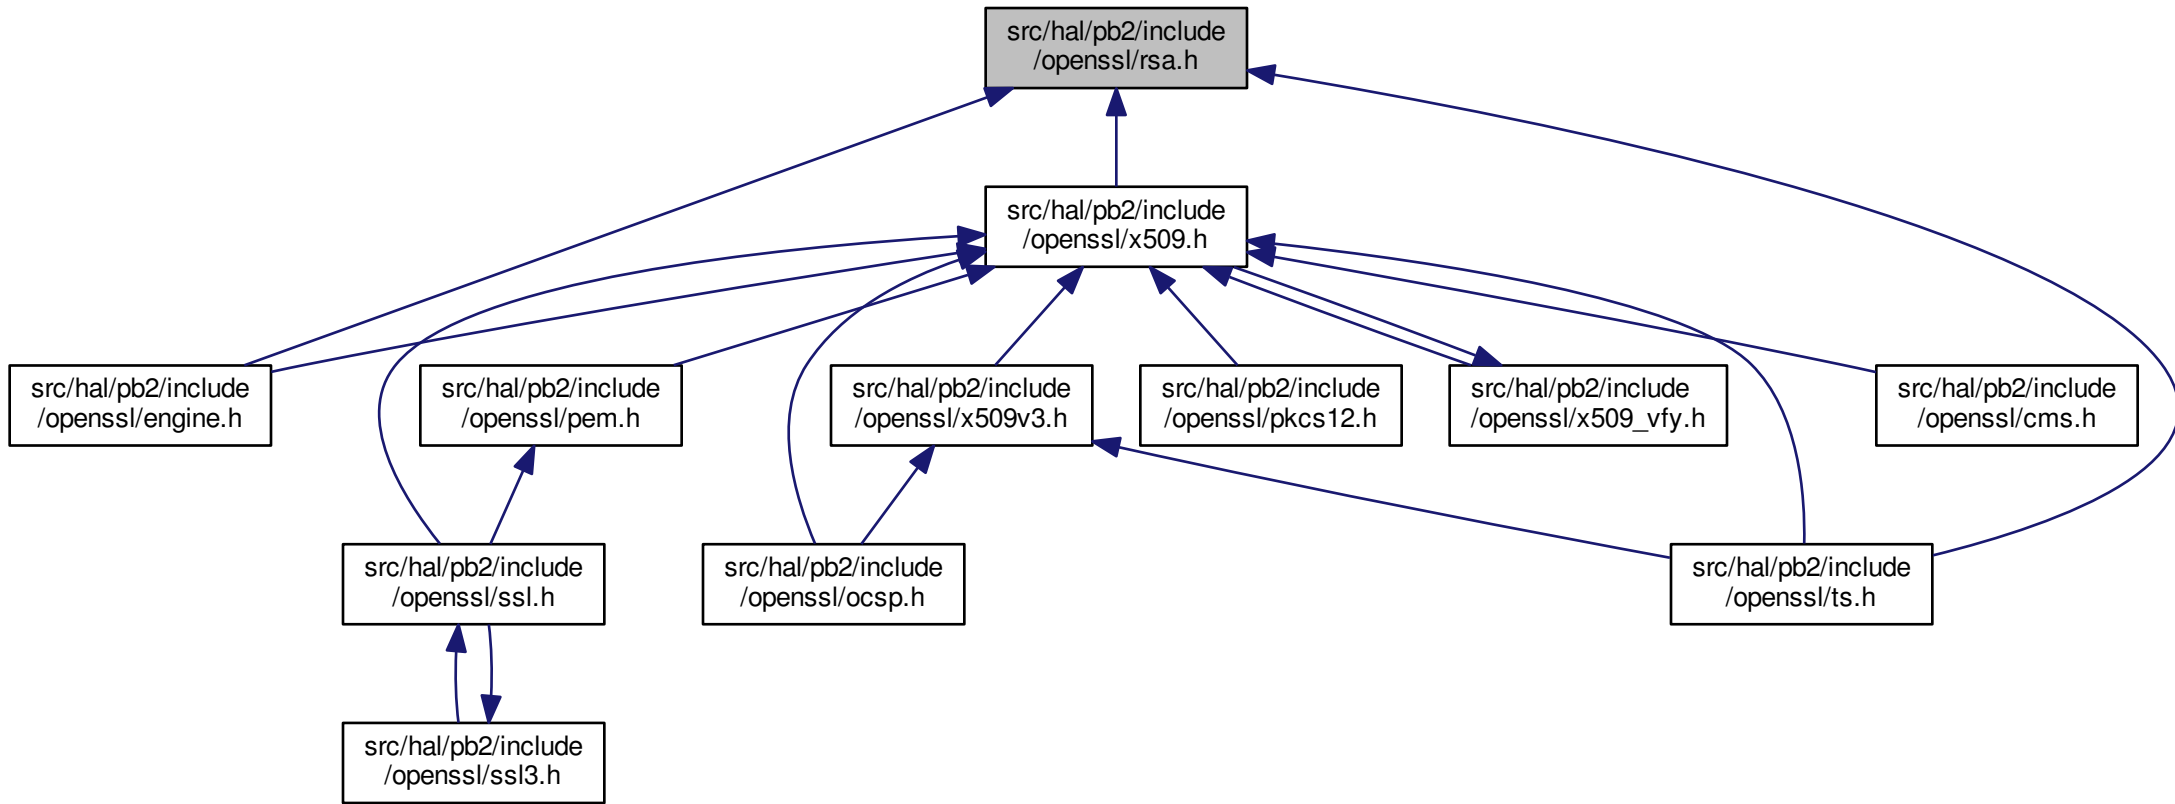 src/hal/pb2/include
/openssl/rsa.h
src/hal/pb2/include
/openssl/x509.h
src/hal/pb2/include
/openssl/engine.h
src/hal/pb2/include
/openssl/pem.h
src/hal/pb2/include
/openssl/x509v3.h
src/hal/pb2/include
/openssl/pkcs12.h
src/hal/pb2/include
/openssl/x509_vfy.h
src/hal/pb2/include
/openssl/cms.h
src/hal/pb2/include
/openssl/ssl.h
src/hal/pb2/include
/openssl/ocsp.h
src/hal/pb2/include
/openssl/ts.h
src/hal/pb2/include
/openssl/ssl3.h